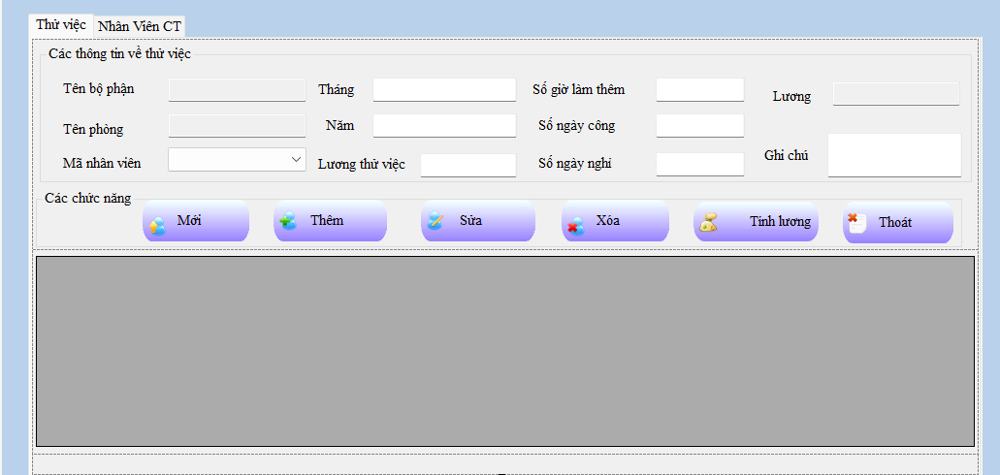 Thử việc Nhân Viên CT
Các thông tin về thử việc
Tên bộ phận Tháng Số giờ làm thêm Lương
Tên phòng Năm Số ngày công
Mã nhân viên Lương thử việc Số ngày nghỉ Ghi chú
Các chức năng
Mới Thêm Sửa Xóa Tính lương Thoát